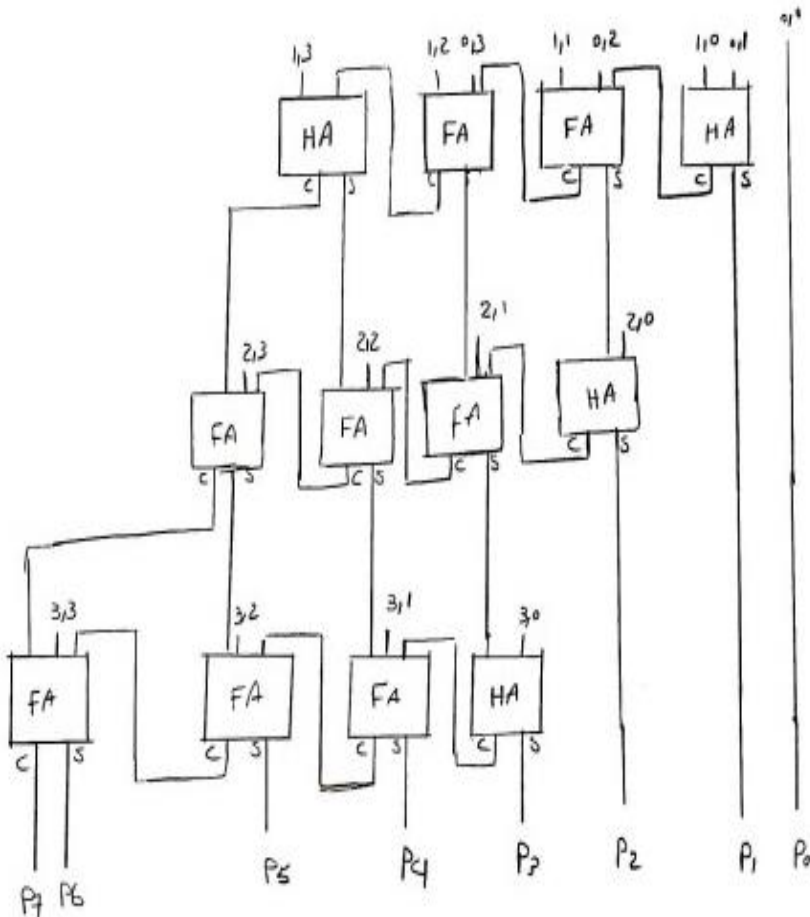 0,0
1,3 1,2 0,3 1,1 0,2 1,0 0,1
HA FA FA HA
C S C S C S C S
2,3 2,2 2,1 2,0
FA FA FA HA
C S C S C S C S
3,3 3,2 3,1 3,0
FA FA FA HA
C S C S C S C S
P7 P6 P5 P4 P3 P2 P1 P0